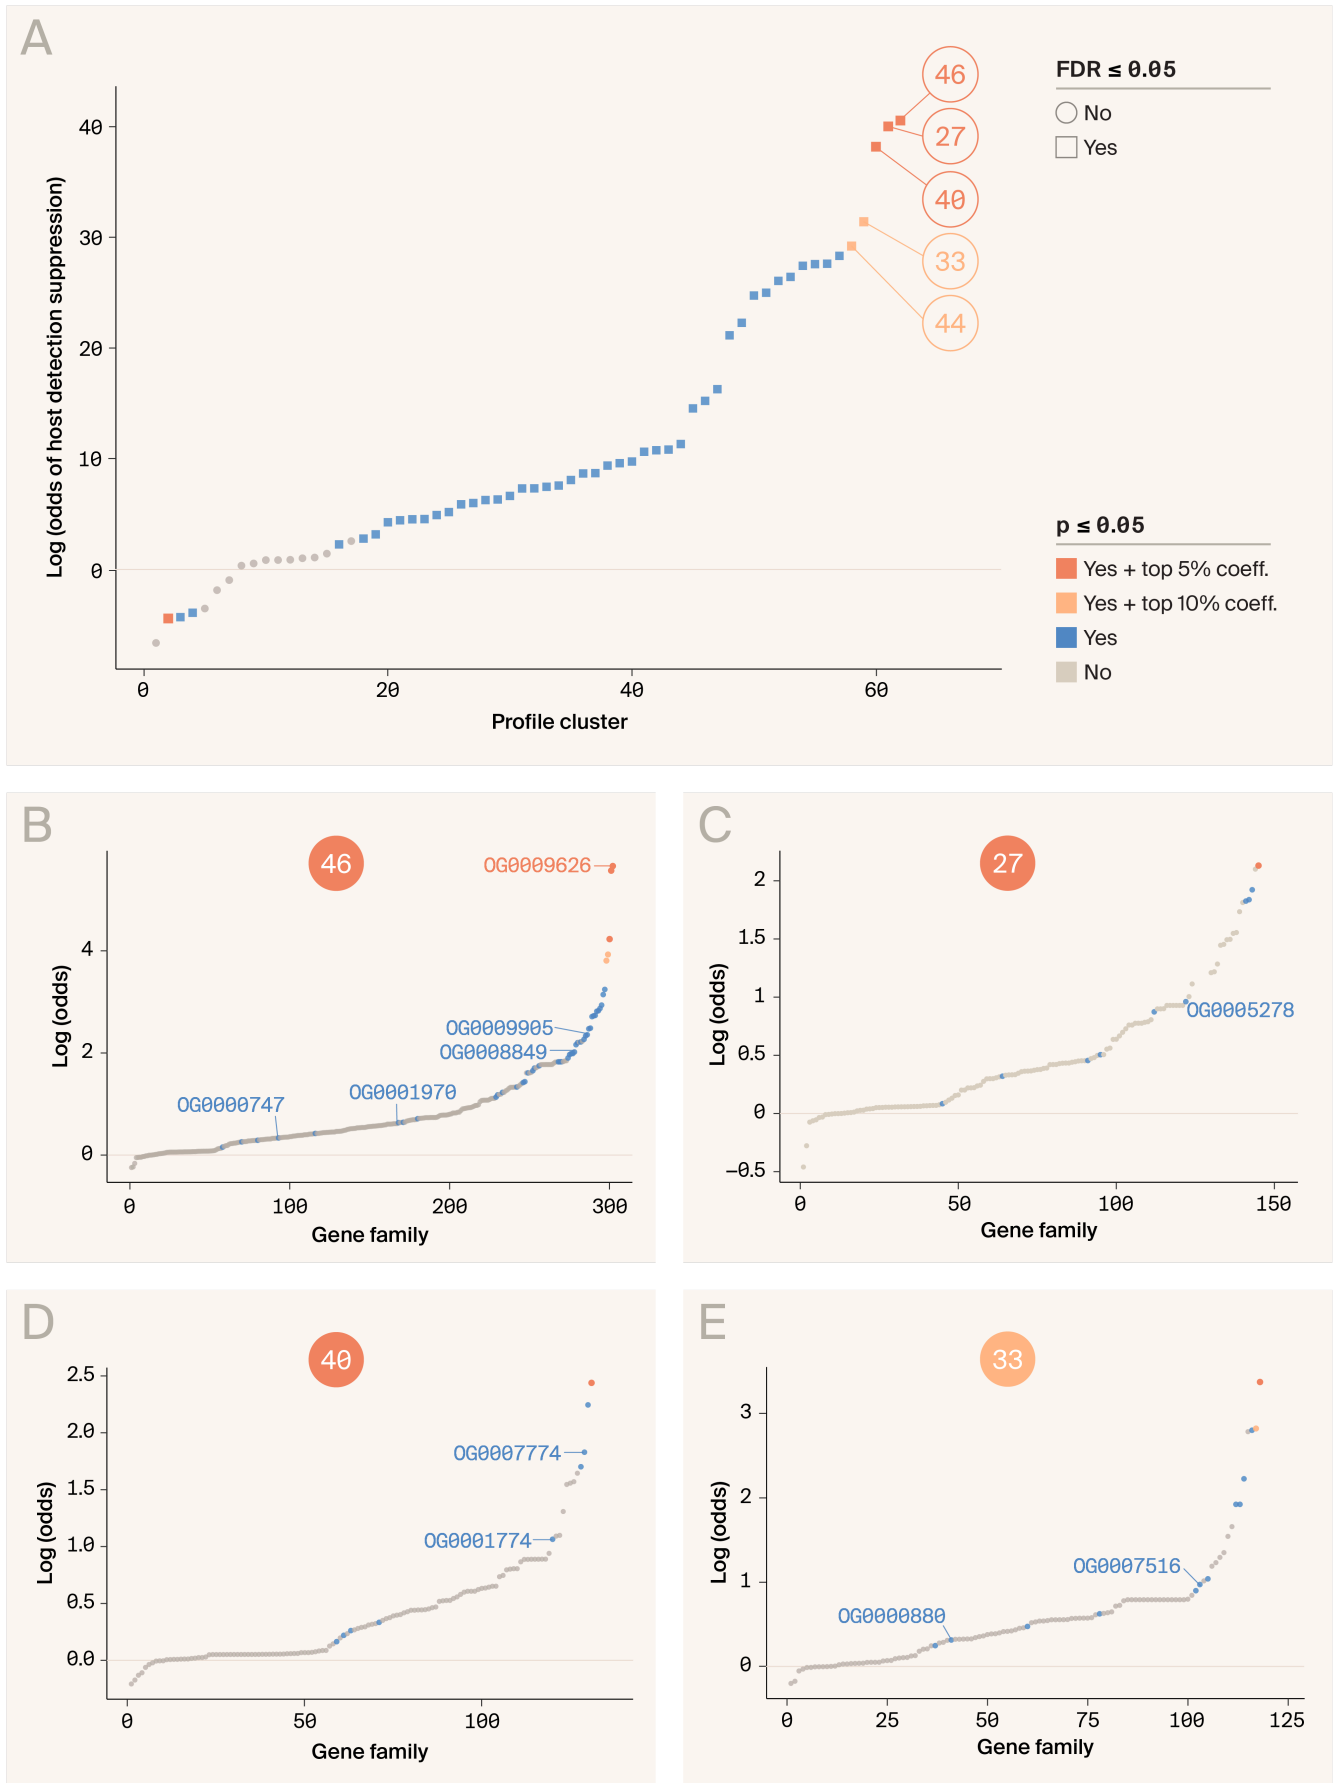 A
46
27
40
33
44
FDR ≤ 0.05
No
Yes
40
30
20
10
0
Log (odds of host detection suppression)
p ≤ 0.05
Yes + top 5% coeff.
Yes + top 10% coeff.
Yes
No
0 20 40 60
Profile cluster
B
46
OG0009626
4
2
0
Log (odds)
OG0009905
OG0008849
OG0001970
OG0000747
0 100 200 300
Gene family
C
27
2
1.5
1
0.5
0
−0.5
Log (odds)
OG0005278
0 50 100 150
Gene family
D
40
2.5
2.0
1.5
1.0
0.5
0.0
Log (odds)
OG0007774
OG0001774
0 50 100
Gene family
E
33
3
2
1
0
Log (odds)
OG0007516
OG0000880
0 25 50 75 100 125
Gene family